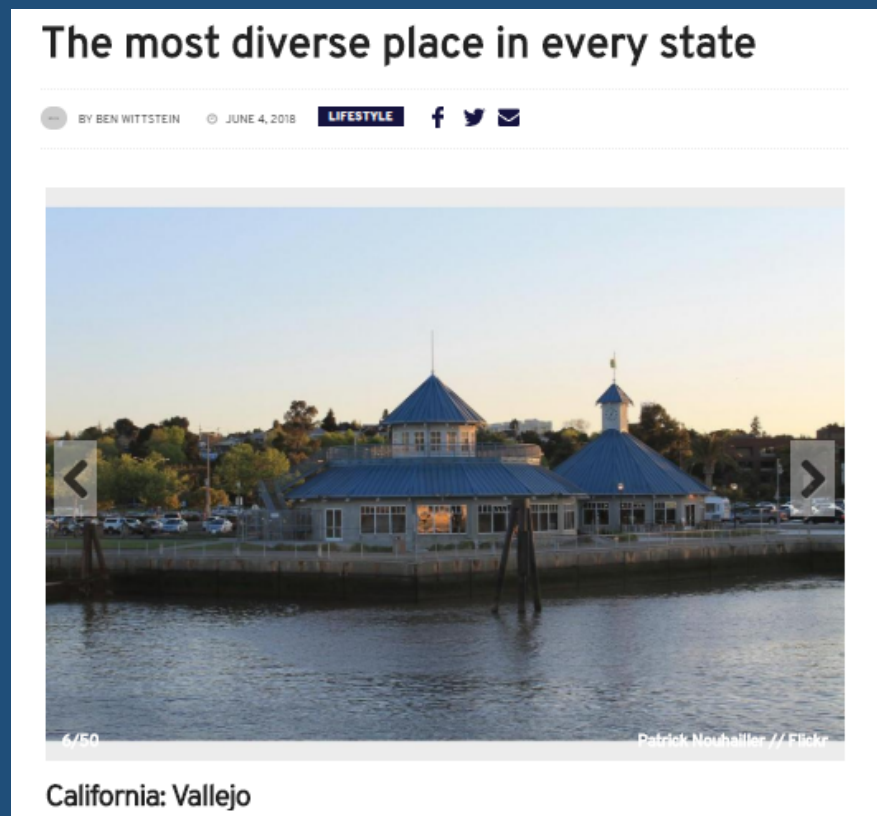 The most diverse place in every state
BY BEN WITTSTEIN JUNE 4, 2018 LIFESTYLE
6/50 Patrick Nouhailler // Flickr
California: Vallejo